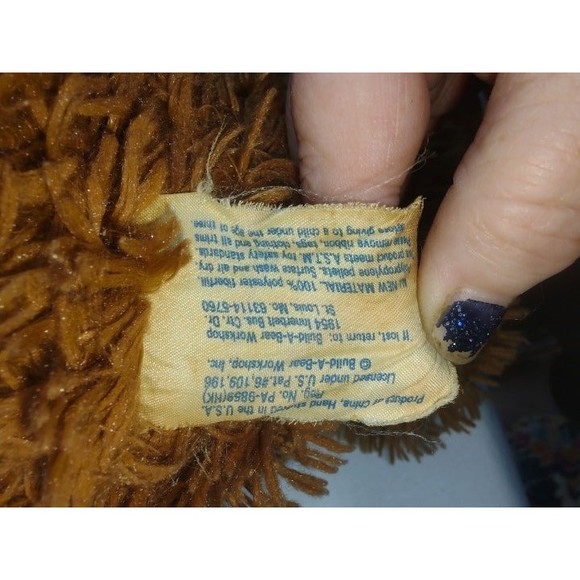 Product of China, Hand stuffed in the U.S.A.
Reg. No. PA-9859(HK)
Licensed under U.S. Pat.#6,109,196
© Build-A-Bear Workshop, Inc.
If lost, return to: Build-A-Bear Workshop,
1954 Innerbelt Bus. Ctr. Dr.
St. Louis, Mo. 63114-5760
ALL NEW MATERIAL 100% polyester fiberfill
Polypropylene pellets. Surface wash and air dry.
This product meets A.S.T.M. toy safety standards.
Please remove ribbon, tags, clothing and all trims
before giving to a child under the age of three